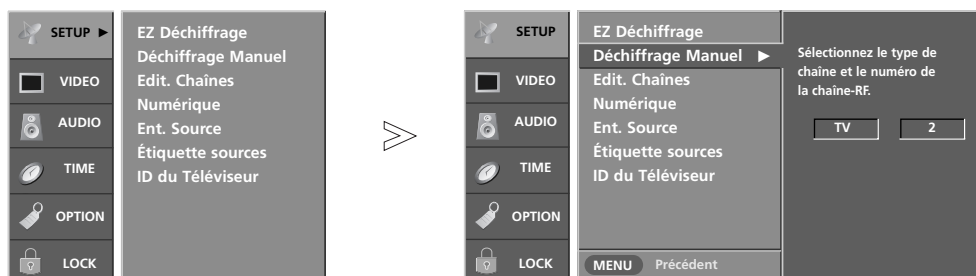 SETUP ►
VIDEO
AUDIO
TIME
OPTION
LOCK
EZ Déchiffrage
Déchiffrage Manuel
Edit. Chaînes
Numérique
Ent. Source
Étiquette sources
ID du Téléviseur
>
SETUP
VIDEO
AUDIO
TIME
OPTION
LOCK
EZ Déchiffrage
Déchiffrage Manuel ►
Edit. Chaînes
Numérique
Ent. Source
Étiquette sources
ID du Téléviseur
MENU Précédent
Sélectionnez le type de
chaîne et le numéro de
la chaîne-RF.
TV 2